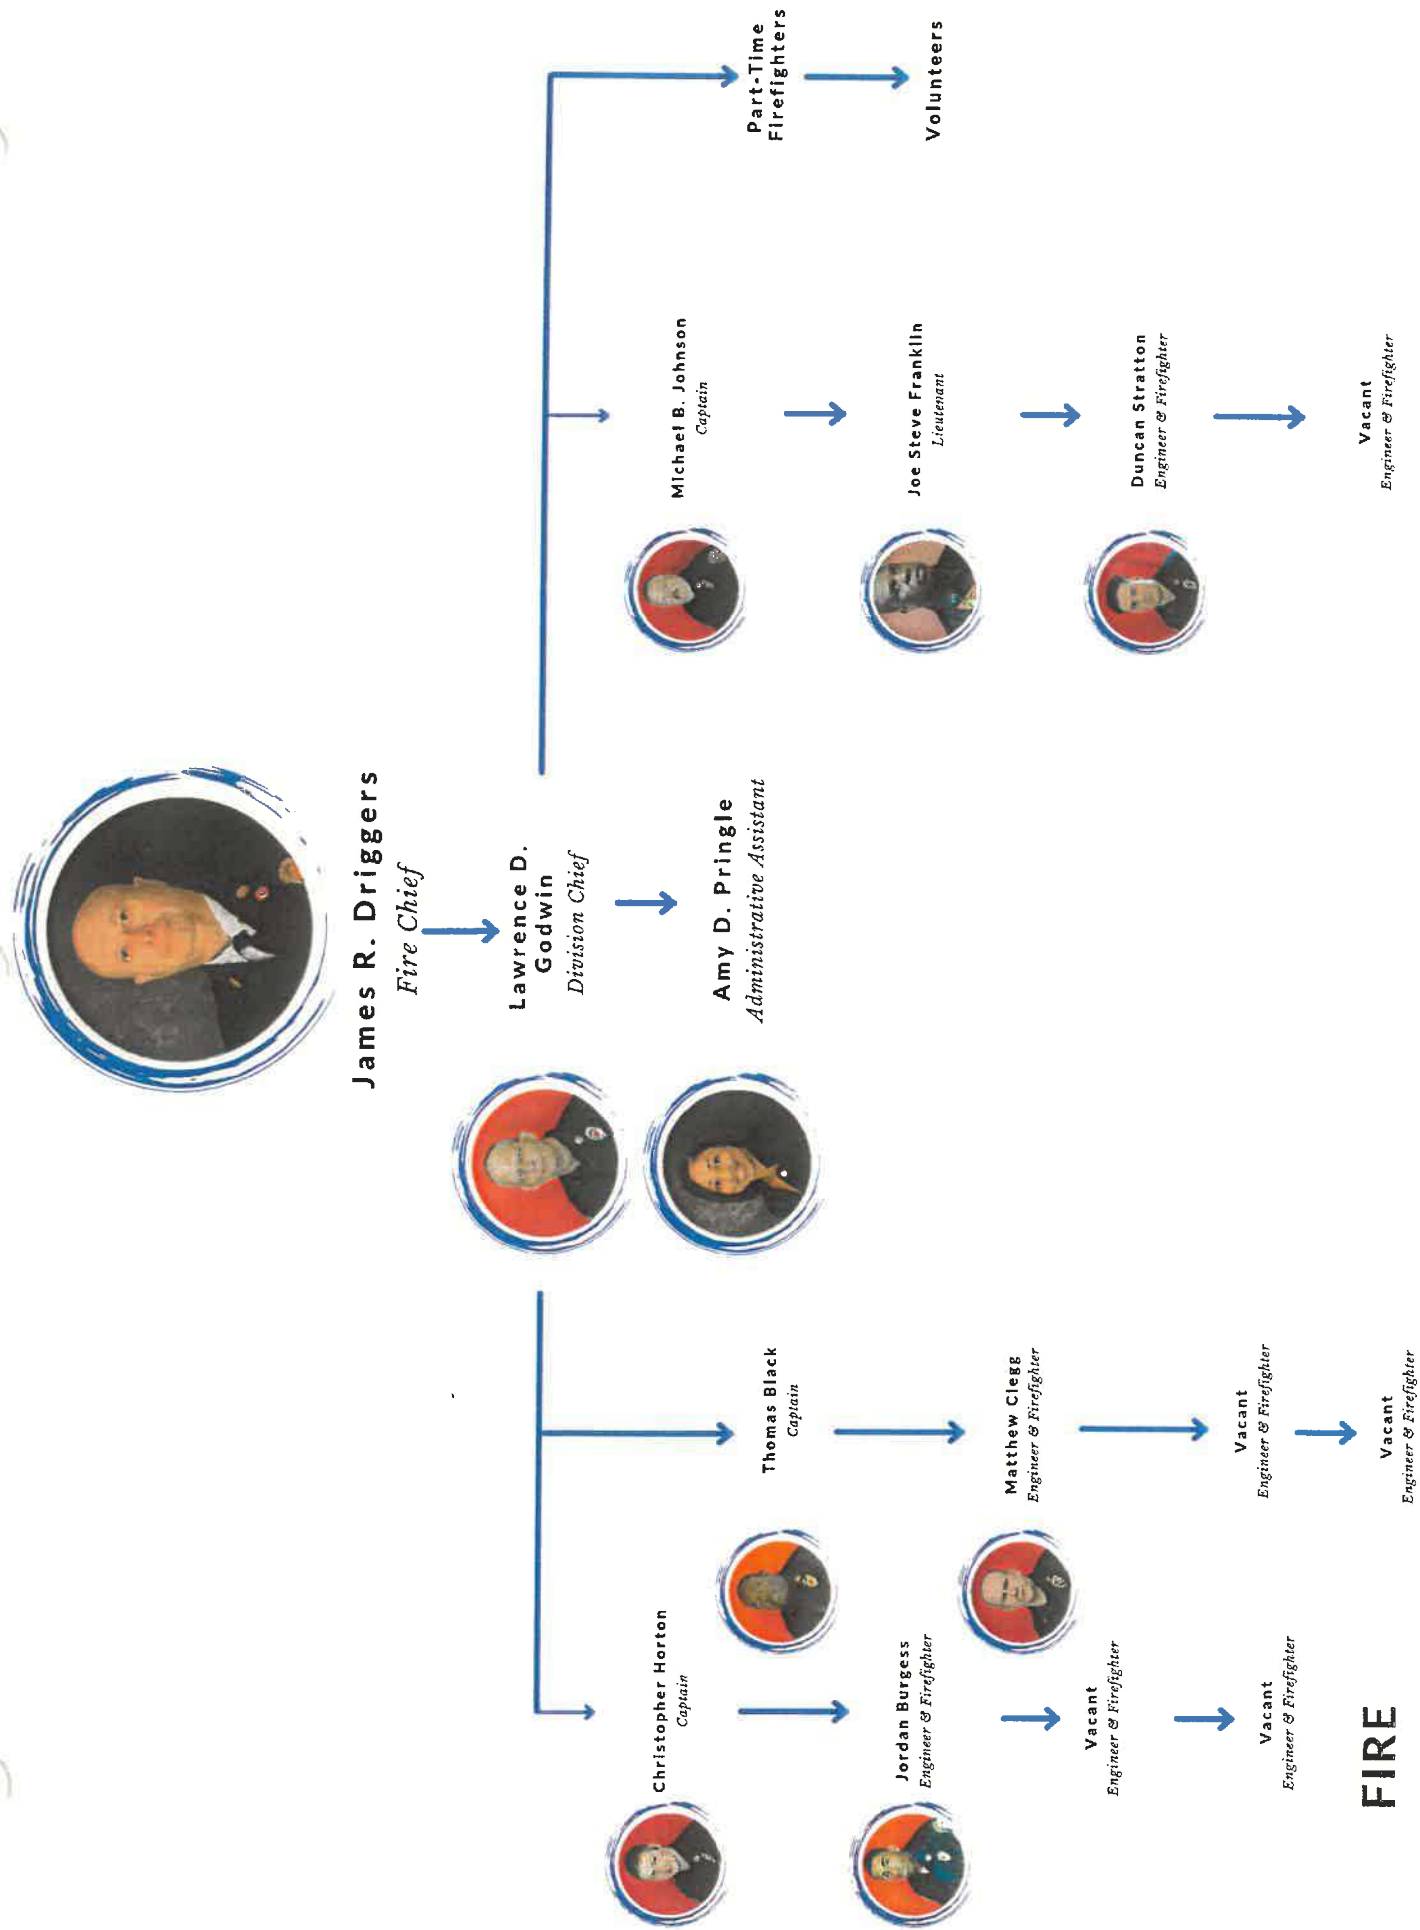 James R. Driggers
Fire Chief
Lawrence D.
Godwin
Division Chief
Amy D. Pringle
Administrative Assistant
Christopher Horton
Captain
Jordan Burgess
Engineer & Firefighter
Vacant
Engineer & Firefighter
Vacant
Engineer & Firefighter
Thomas Black
Captain
Matthew Clegg
Engineer & Firefighter
Vacant
Engineer & Firefighter
Vacant
Engineer & Firefighter
Michael B. Johnson
Captain
Joe Steve Franklin
Lieutenant
Duncan Stratton
Engineer & Firefighter
Vacant
Engineer & Firefighter
Part-Time
Firefighters
Volunteers
FIRE